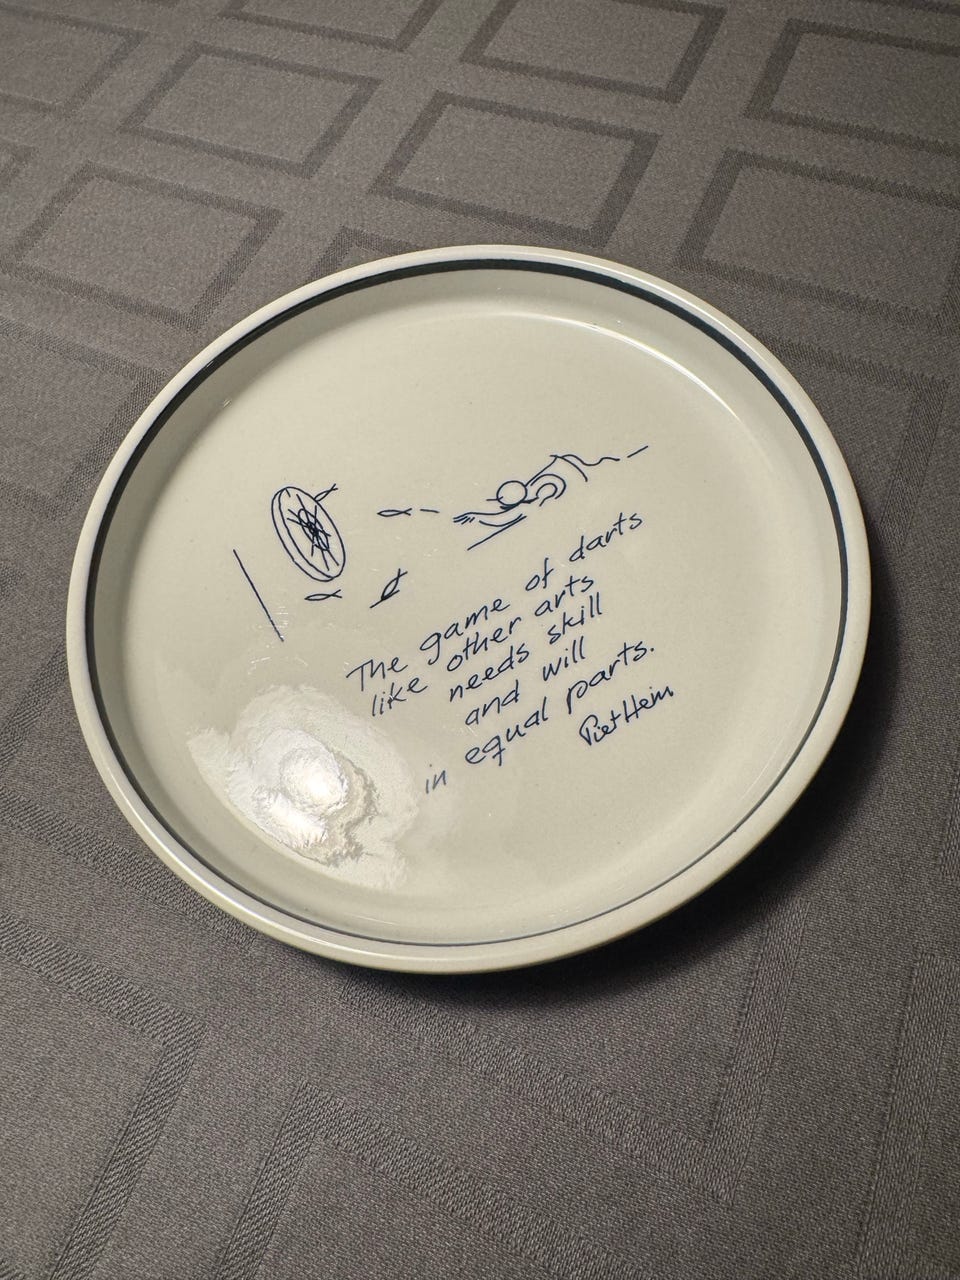 The game of darts
like other arts
needs skill
and will
in equal parts.
Piet Hein